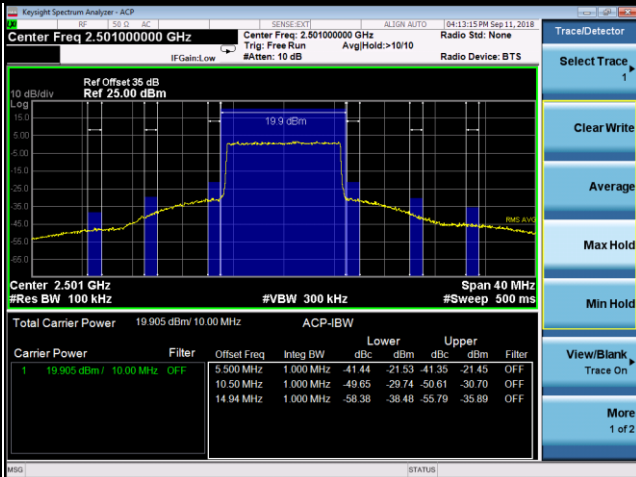 Keysight Spectrum Analyzer - ACP
RF 50 Ω AC SENSE:EXT ALIGN AUTO 04:13:15PM Sep 11, 2018
Center Freq 2.501000000 GHz
Center Freq: 2.501000000 GHz Radio Std: None
Trig: Free Run Avg|Hold:>10/10
IFGain:Low #Atten: 10 dB Radio Device: BTS
Trace/Detector
Select Trace
1
Clear Write
Average
Max Hold
Min Hold
View/Blank
Trace On
More
1 of 2
Ref Offset 35 dB
10 dB/div Ref 25.00 dBm
Log
15.0
5.00
-5.00
-15.0
-25.0
-35.0
-45.0
-55.0
-65.0
19.9 dBm
RMS AVG
Center 2.501 GHz Span 40 MHz
#Res BW 100 kHz #VBW 300 kHz #Sweep 500 ms
Total Carrier Power 19.905 dBm/ 10.00 MHz ACP-IBW
Lower Upper
Carrier Power Filter Offset Freq Integ BW dBc dBm dBc dBm Filter
1 19.905 dBm / 10.00 MHz OFF 5.500 MHz 1.000 MHz -41.44 -21.53 -41.35 -21.45 OFF
10.50 MHz 1.000 MHz -49.65 -29.74 -50.61 -30.70 OFF
14.94 MHz 1.000 MHz -58.38 -38.48 -55.79 -35.89 OFF
MSG STATUS